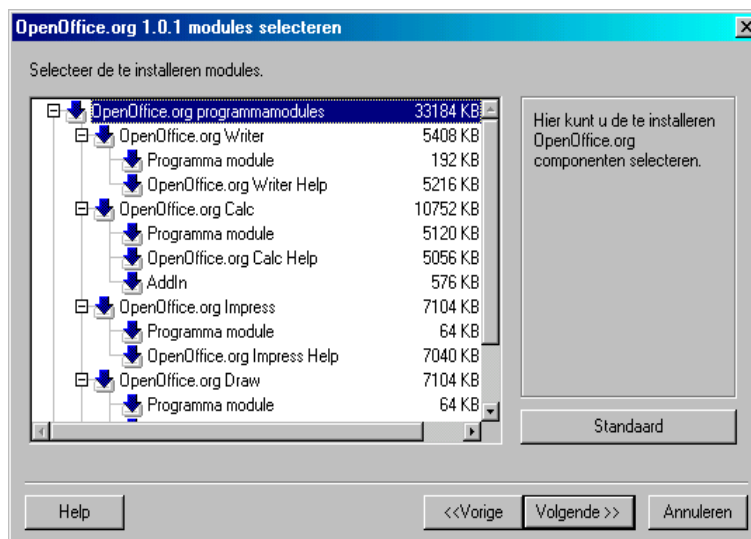 OpenOffice.org 1.0.1 modules selecteren
Selecteer de te installeren modules.
OpenOffice.org programmamodules 33184 KB
OpenOffice.org Writer 5408 KB
Programma module 192 KB
OpenOffice.org Writer Help 5216 KB
OpenOffice.org Calc 10752 KB
Programma module 5120 KB
OpenOffice.org Calc Help 5056 KB
AddIn 576 KB
OpenOffice.org Impress 7104 KB
Programma module 64 KB
OpenOffice.org Impress Help 7040 KB
OpenOffice.org Draw 7104 KB
Programma module 64 KB
Hier kunt u de te installeren
OpenOffice.org
componenten selecteren.
Standaard
Help
<<Vorige
Volgende >>
Annuleren